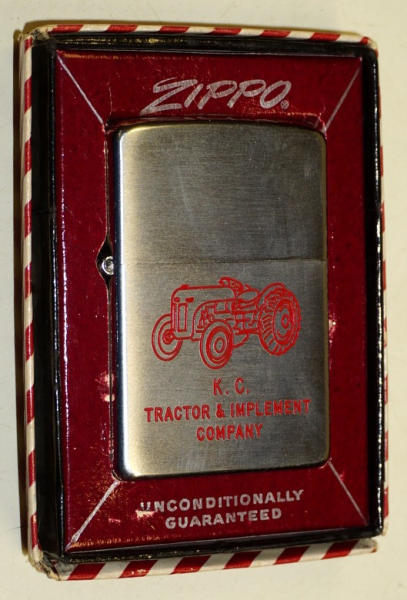 ZIPPO®
K. C.
TRACTOR & IMPLEMENT
COMPANY
UNCONDITIONALLY
GUARANTEED